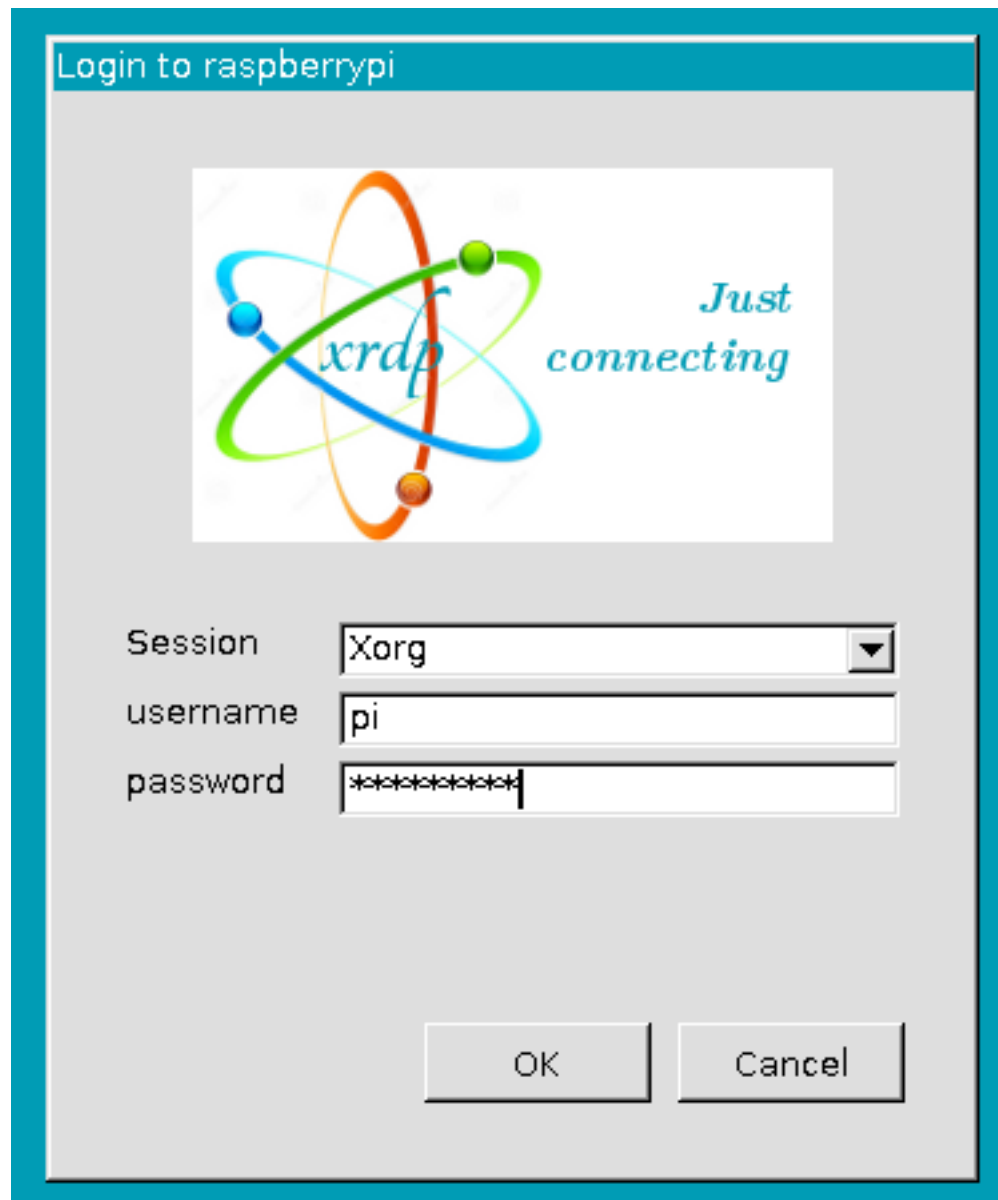 Login to raspberrypi
xrdp
Just
connecting
Session Xorg
username pi
password *********
OK Cancel